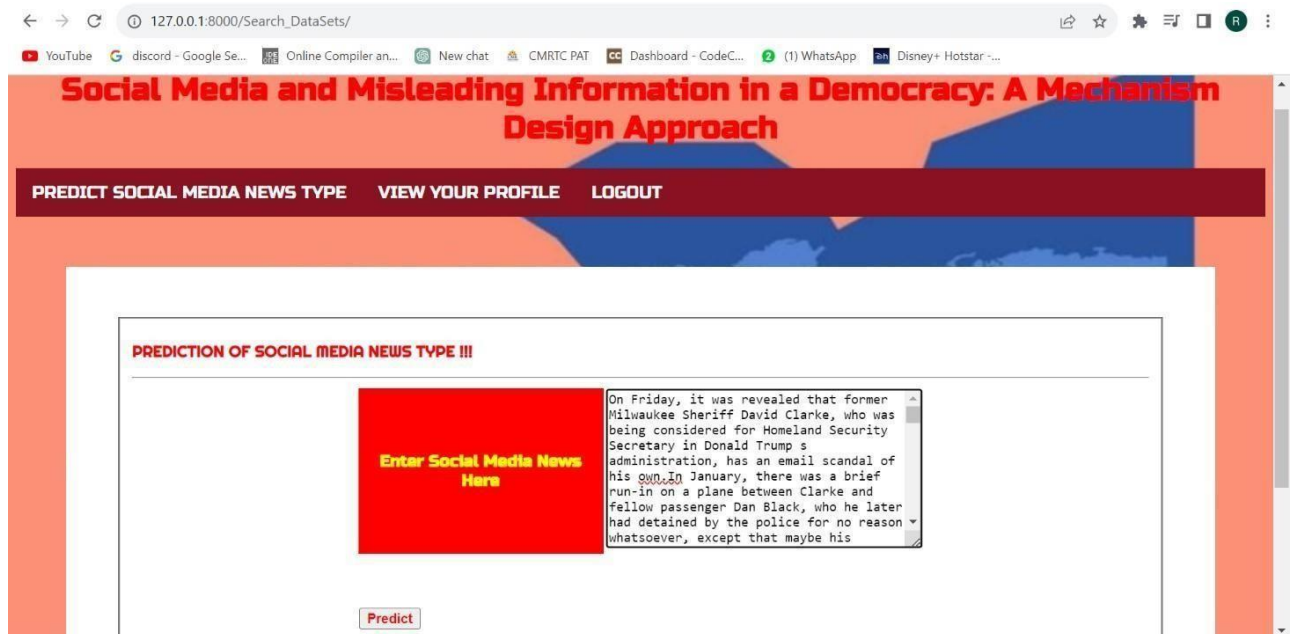 127.0.0.1:8000/Search_DataSets/
R
YouTube G discord - Google Se... Online Compiler an... New chat CMRTC PAT CC Dashboard - CodeC... 2 (1) WhatsApp Disney+ Hotstar -...
Social Media and Misleading Information in a Democracy: A Mechanism
Design Approach
PREDICT SOCIAL MEDIA NEWS TYPE VIEW YOUR PROFILE LOGOUT
PREDICTION OF SOCIAL MEDIA NEWS TYPE !!!
Enter Social Media News
Here
On Friday, it was revealed that former
Milwaukee Sheriff David Clarke, who was
being considered for Homeland Security
Secretary in Donald Trump s
administration, has an email scandal of
his own.In January, there was a brief
run-in on a plane between Clarke and
fellow passenger Dan Black, who he later
had detained by the police for no reason
whatsoever, except that maybe his
Predict